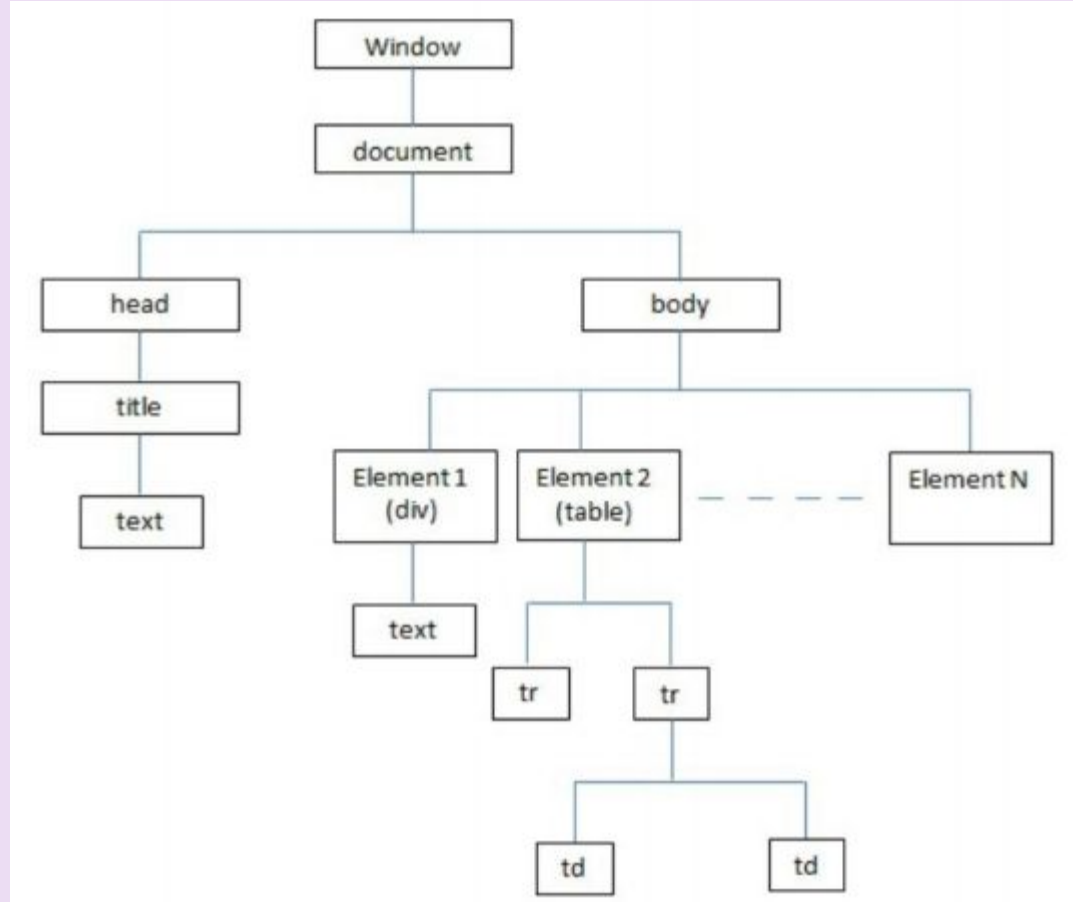 Window
document
head
body
title
Element 1
(div)
Element 2
(table)
Element N
text
text
tr
tr
td
td